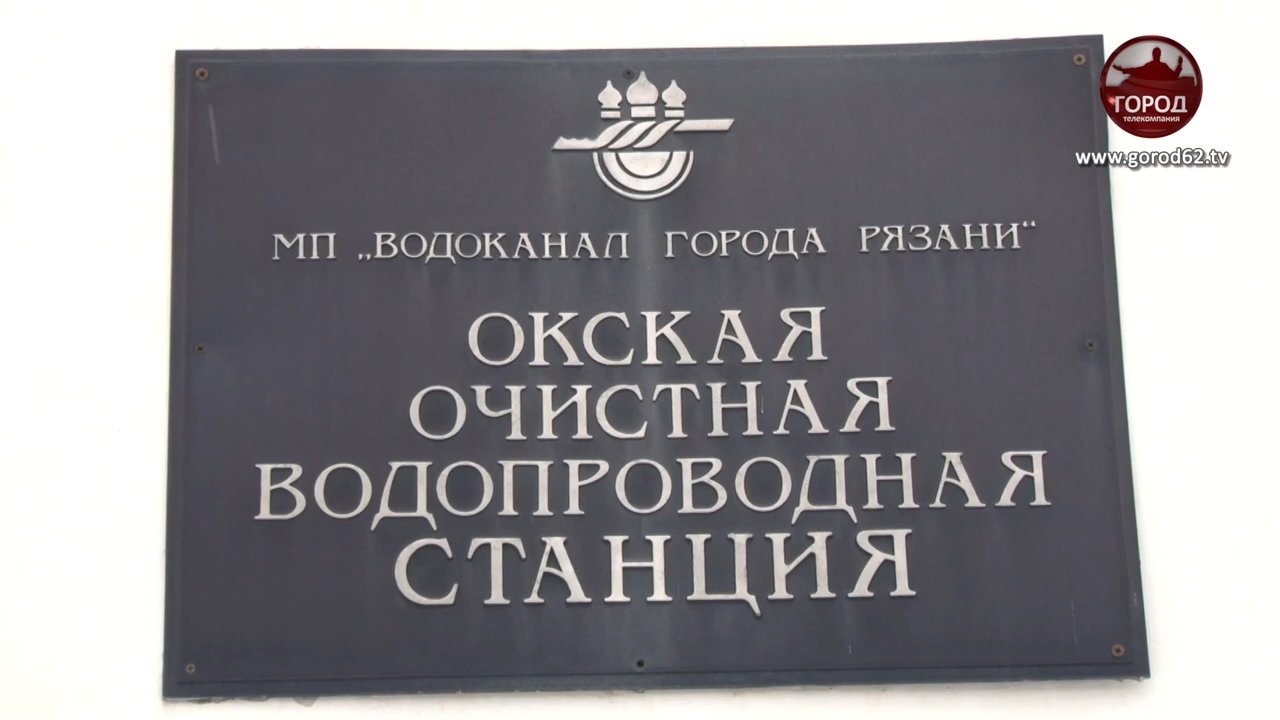 ГОРОД
телекомпания
www.gorod62.tv
МП „ВОДОКАНАЛ ГОРОДА РЯЗАНИ“
ОКСКАЯ
ОЧИСТНАЯ
ВОДОПРОВОДНАЯ
СТАНЦИЯ